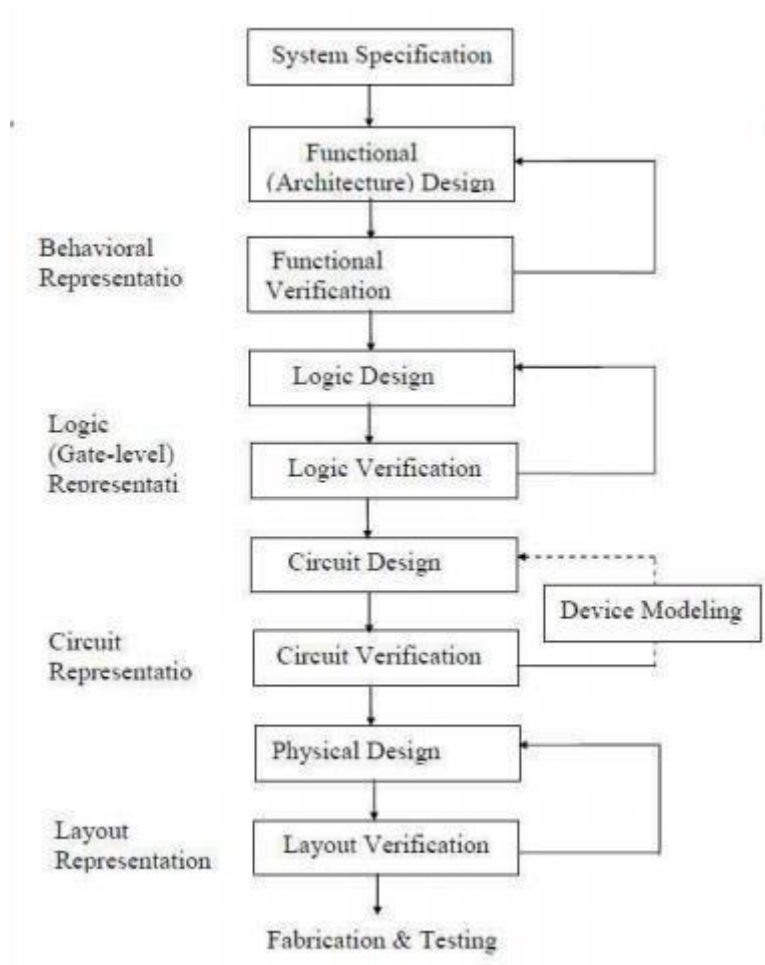 System Specification
Functional
(Architecture) Design
Behavioral
Representatio
Functional
Verification
Logic Design
Logic
(Gate-level)
Representati
Logic Verification
Circuit Design
Device Modeling
Circuit
Representatio
Circuit Verification
Physical Design
Layout
Representation
Layout Verification
Fabrication & Testing